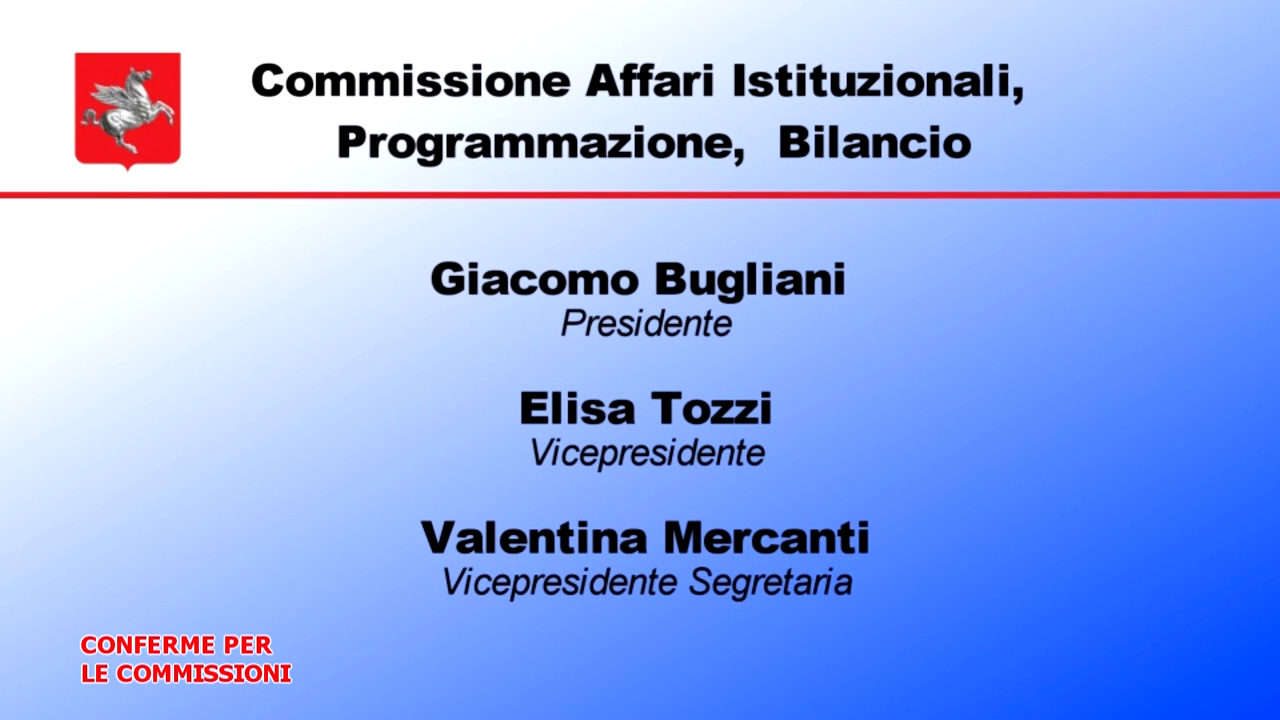 Commissione Affari Istituzionali,
Programmazione, Bilancio
Giacomo Bugliani
Presidente
Elisa Tozzi
Vicepresidente
Valentina Mercanti
Vicepresidente Segretaria
CONFERME PER
LE COMMISSIONI